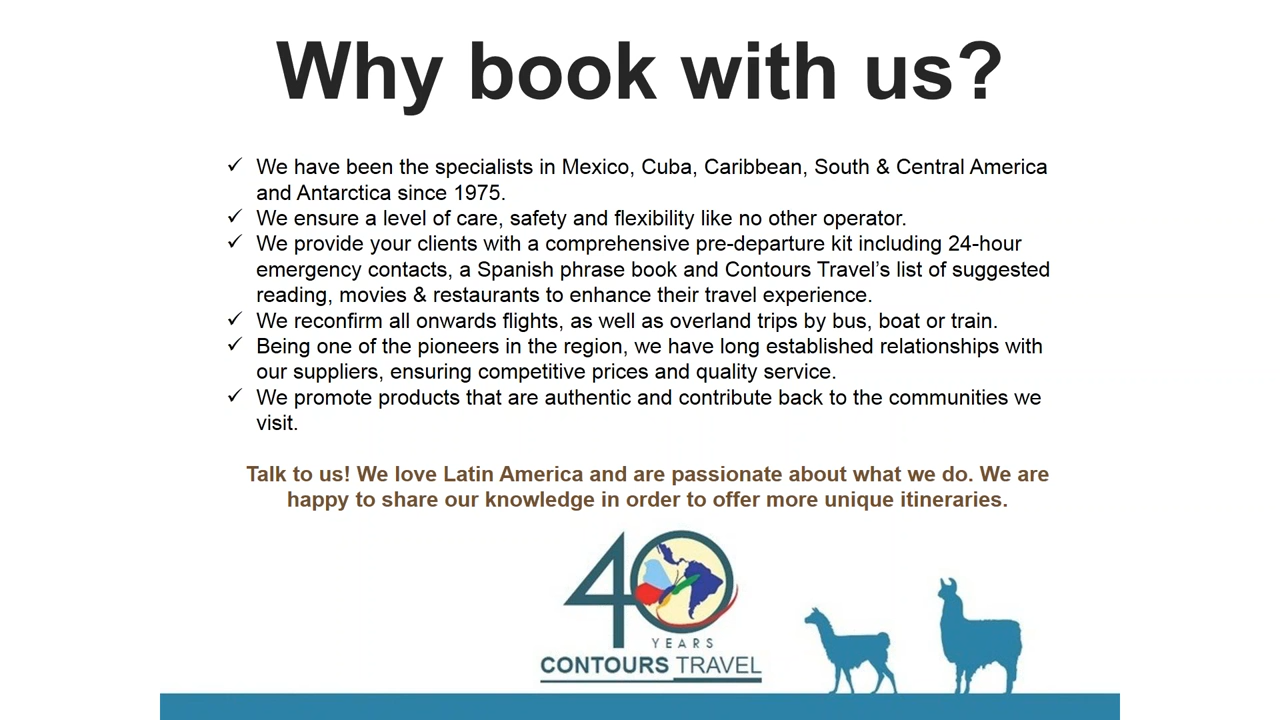 Why book with us?
✓ We have been the specialists in Mexico, Cuba, Caribbean, South & Central America
and Antarctica since 1975.
✓ We ensure a level of care, safety and flexibility like no other operator.
✓ We provide your clients with a comprehensive pre-departure kit including 24-hour
emergency contacts, a Spanish phrase book and Contours Travel’s list of suggested
reading, movies & restaurants to enhance their travel experience.
✓ We reconfirm all onwards flights, as well as overland trips by bus, boat or train.
✓ Being one of the pioneers in the region, we have long established relationships with
our suppliers, ensuring competitive prices and quality service.
✓ We promote products that are authentic and contribute back to the communities we
visit.
Talk to us! We love Latin America and are passionate about what we do. We are
happy to share our knowledge in order to offer more unique itineraries.
40
YEARS
CONTOURS TRAVEL